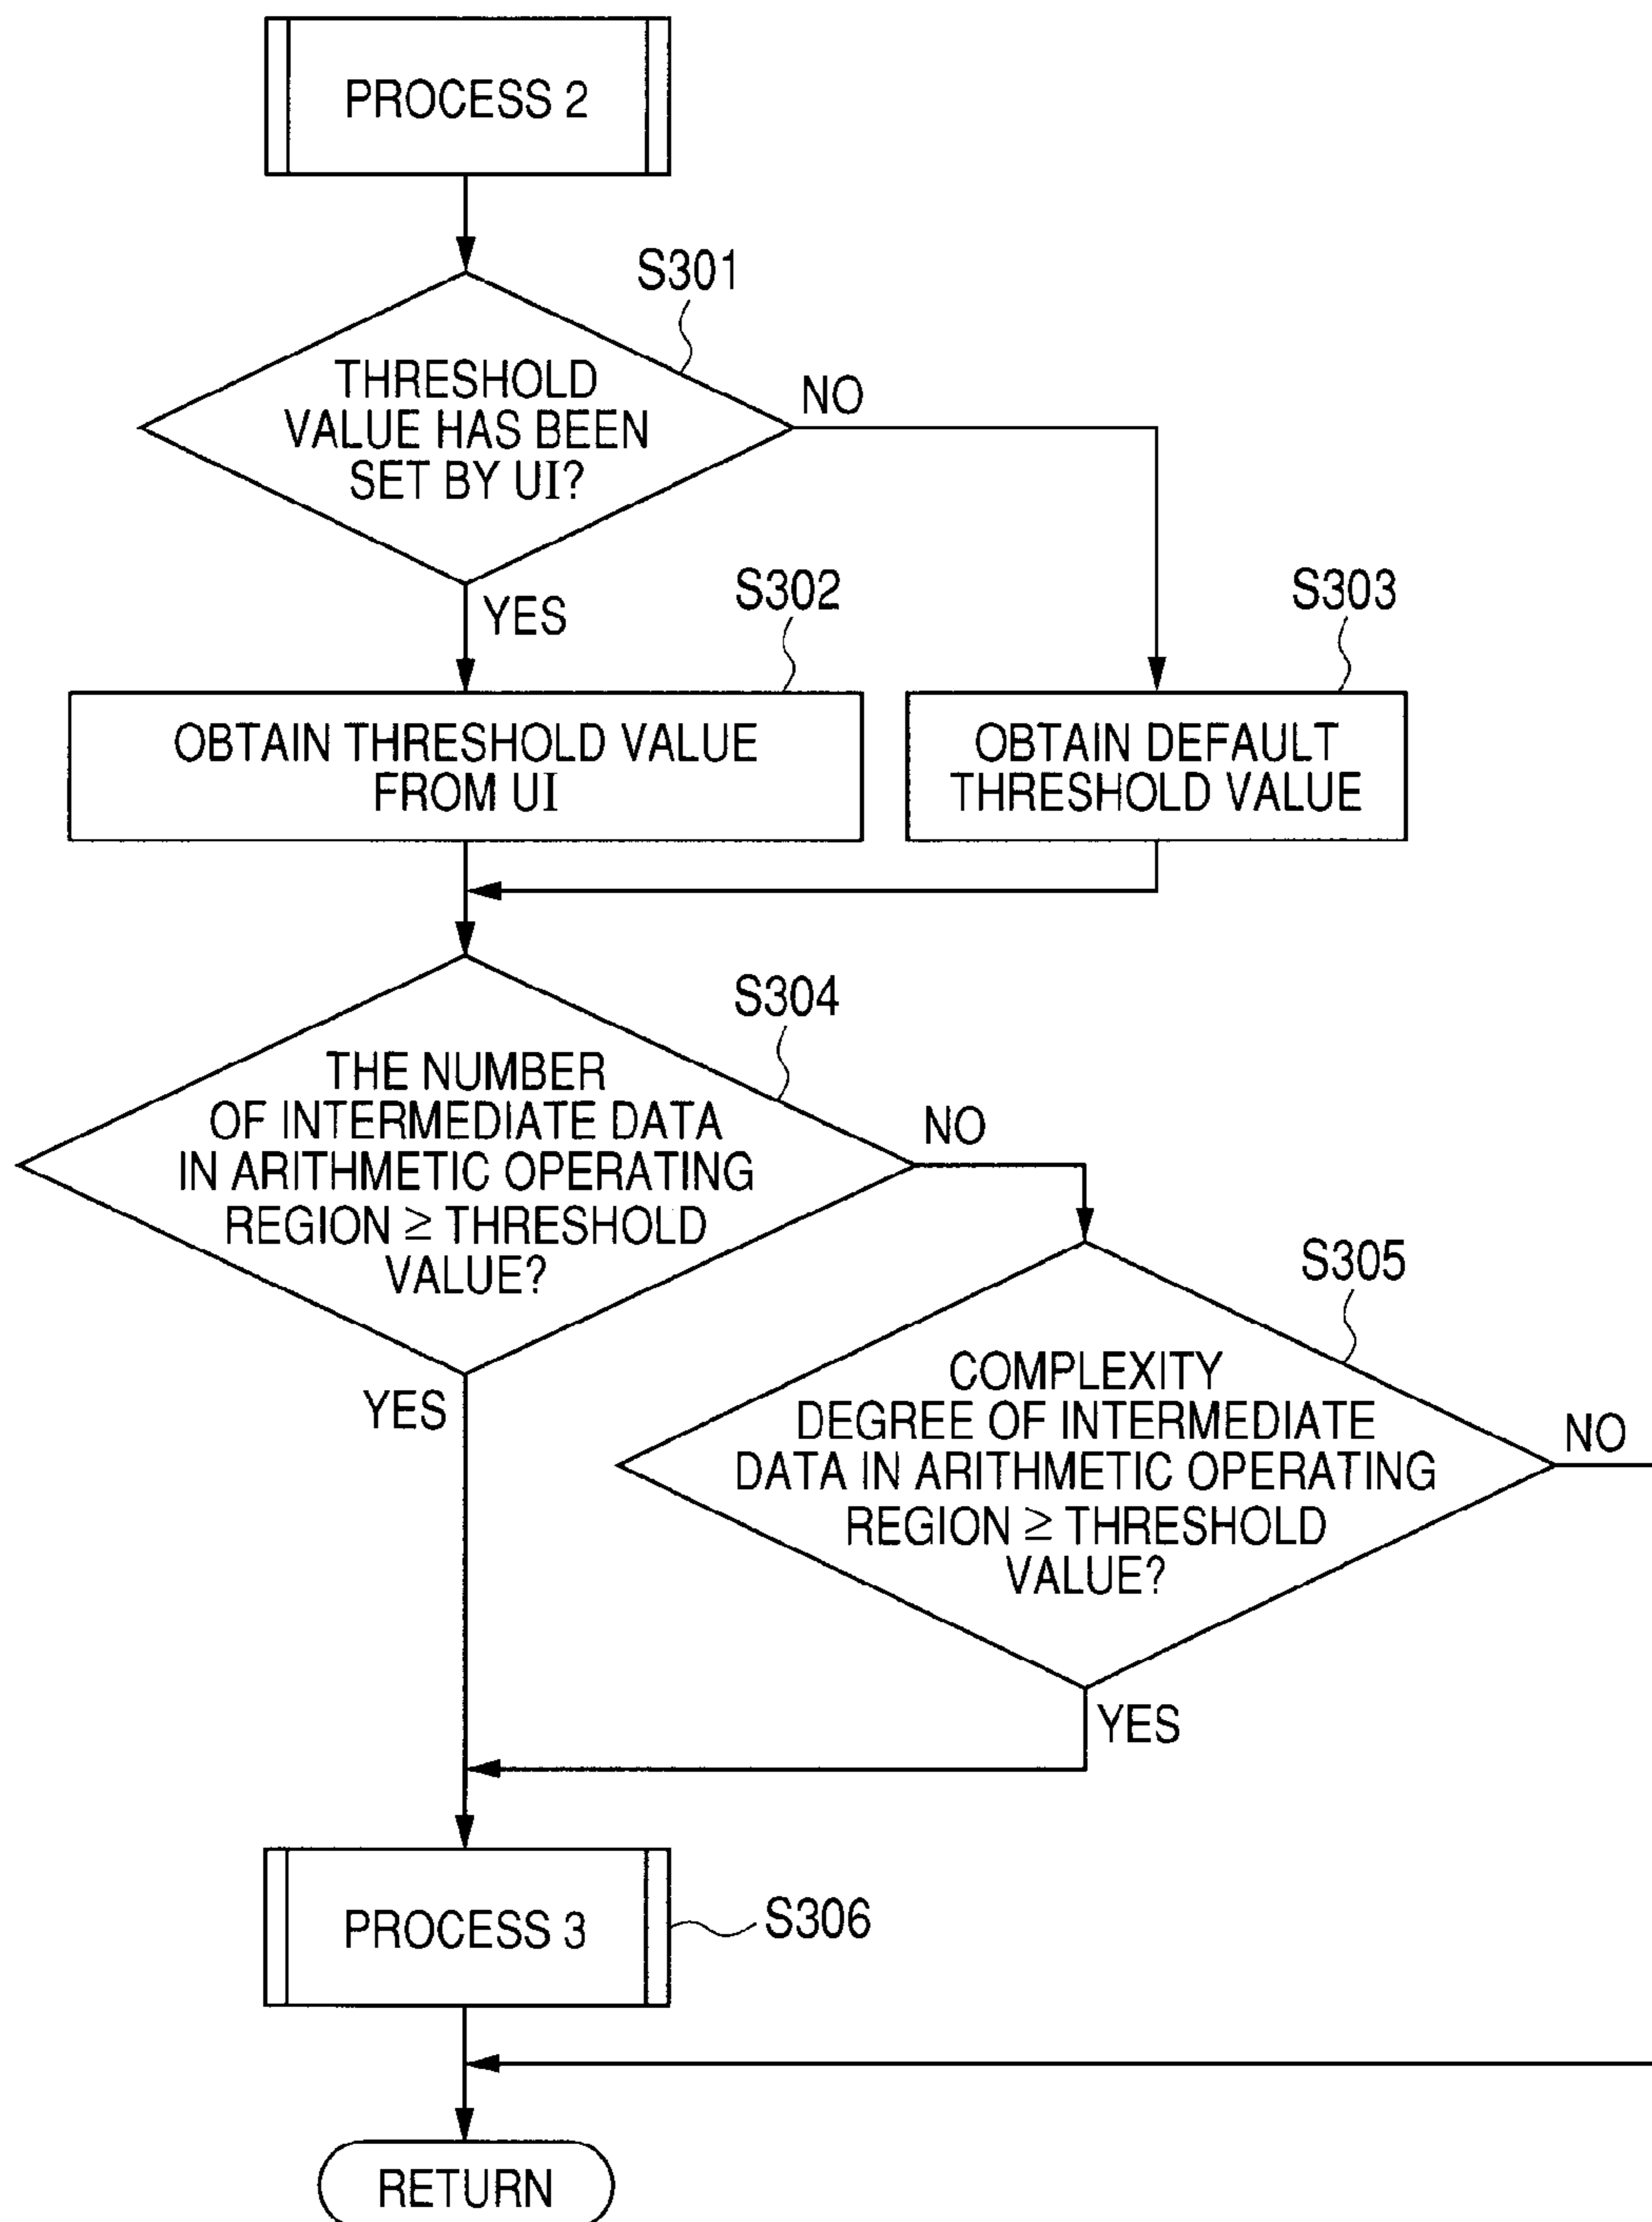 PROCESS 2
S301
THRESHOLD
VALUE HAS BEEN
SET BY UI?
NO
YES
S302
S303
OBTAIN THRESHOLD VALUE
FROM UI
OBTAIN DEFAULT
THRESHOLD VALUE
S304
THE NUMBER
OF INTERMEDIATE DATA
IN ARITHMETIC OPERATING
REGION ≥ THRESHOLD
VALUE?
NO
YES
S305
COMPLEXITY
DEGREE OF INTERMEDIATE
DATA IN ARITHMETIC OPERATING
REGION ≥ THRESHOLD
VALUE?
NO
YES
PROCESS 3
S306
RETURN